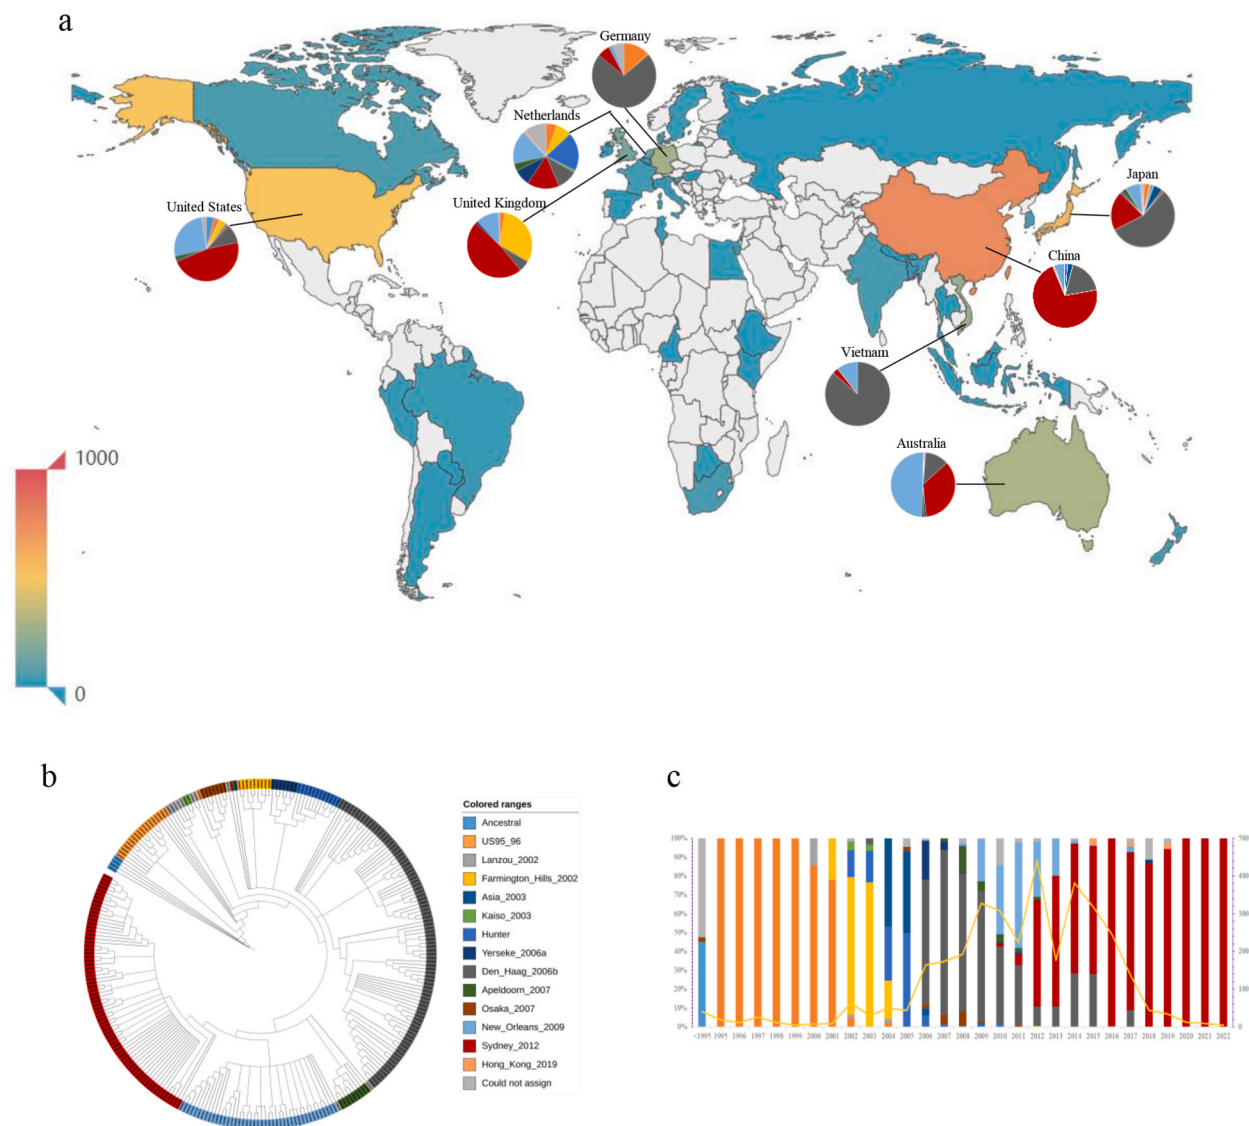 a
Germany
Netherlands
United States
United Kingdom
Japan
China
Vietnam
Australia
1000
0
b
Colored ranges
Ancestral
US95_96
Lanzou_2002
Farmington_Hills_2002
Asia_2003
Kaiso_2003
Hunter
Yerseke_2006a
Den_Haag_2006b
Apeldoorn_2007
Osaka_2007
New_Orleans_2009
Sydney_2012
Hong_Kong_2019
Could not assign
c
100% 500
90%
80% 400
70%
60% 300
50%
40% 200
30%
20% 100
10%
0% 0
<1995 1995 1996 1997 1998 1999 2000 2001 2002 2003 2004 2005 2006 2007 2008 2009 2010 2011 2012 2013 2014 2015 2016 2017 2018 2019 2020 2021 2022